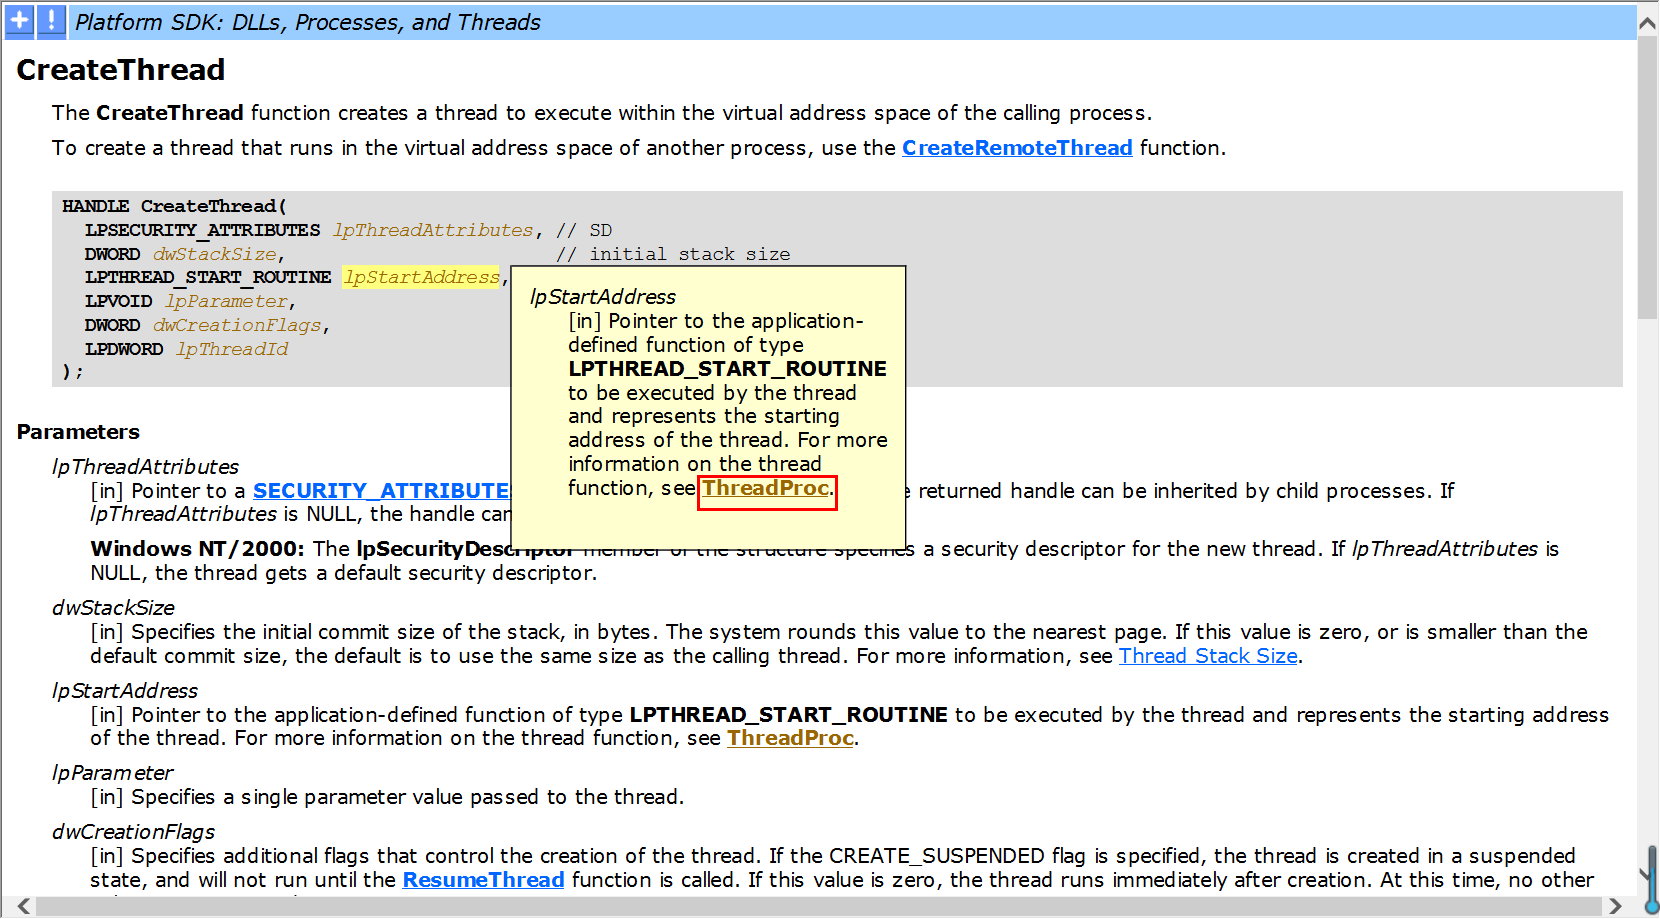 Platform SDK: DLLs, Processes, and Threads
CreateThread
The CreateThread function creates a thread to execute within the virtual address space of the calling process.
To create a thread that runs in the virtual address space of another process, use the CreateRemoteThread function.
HANDLE CreateThread(
LPSECURITY_ATTRIBUTES lpThreadAttributes, // SD
DWORD dwStackSize, // initial stack size
LPTHREAD_START_ROUTINE lpStartAddress,
LPVOID lpParameter,
DWORD dwCreationFlags,
LPDWORD lpThreadId
);
lpStartAddress
[in] Pointer to the application-
defined function of type
LPTHREAD_START_ROUTINE
to be executed by the thread
and represents the starting
address of the thread. For more
information on the thread
function, see ThreadProc.
Parameters
lpThreadAttributes
[in] Pointer to a SECURITY_ATTRIBUTES returned handle can be inherited by child processes. If
lpThreadAttributes is NULL, the handle can
Windows NT/2000: The lpSecurityDescriptor member of the structure specifies a security descriptor for the new thread. If lpThreadAttributes is
NULL, the thread gets a default security descriptor.
dwStackSize
[in] Specifies the initial commit size of the stack, in bytes. The system rounds this value to the nearest page. If this value is zero, or is smaller than the
default commit size, the default is to use the same size as the calling thread. For more information, see Thread Stack Size.
lpStartAddress
[in] Pointer to the application-defined function of type LPTHREAD_START_ROUTINE to be executed by the thread and represents the starting address
of the thread. For more information on the thread function, see ThreadProc.
lpParameter
[in] Specifies a single parameter value passed to the thread.
dwCreationFlags
[in] Specifies additional flags that control the creation of the thread. If the CREATE_SUSPENDED flag is specified, the thread is created in a suspended
state, and will not run until the ResumeThread function is called. If this value is zero, the thread runs immediately after creation. At this time, no other